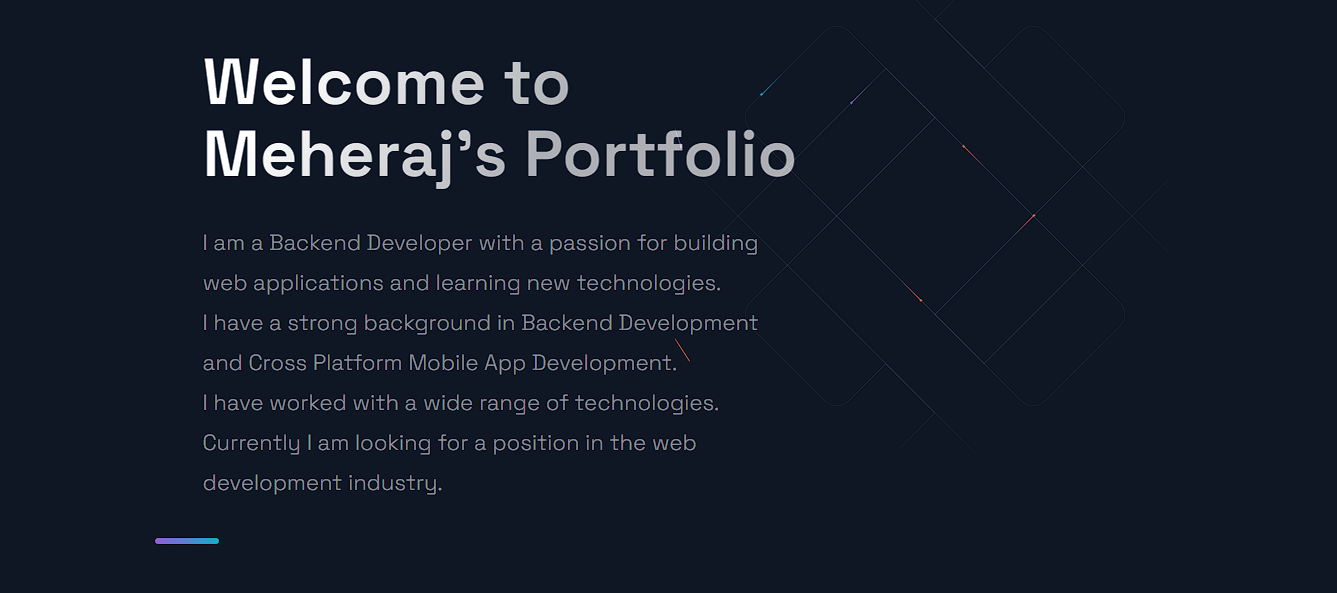 Welcome to
Meheraj's Portfolio
I am a Backend Developer with a passion for building
web applications and learning new technologies.
I have a strong background in Backend Development
and Cross Platform Mobile App Development.
I have worked with a wide range of technologies.
Currently I am looking for a position in the web
development industry.